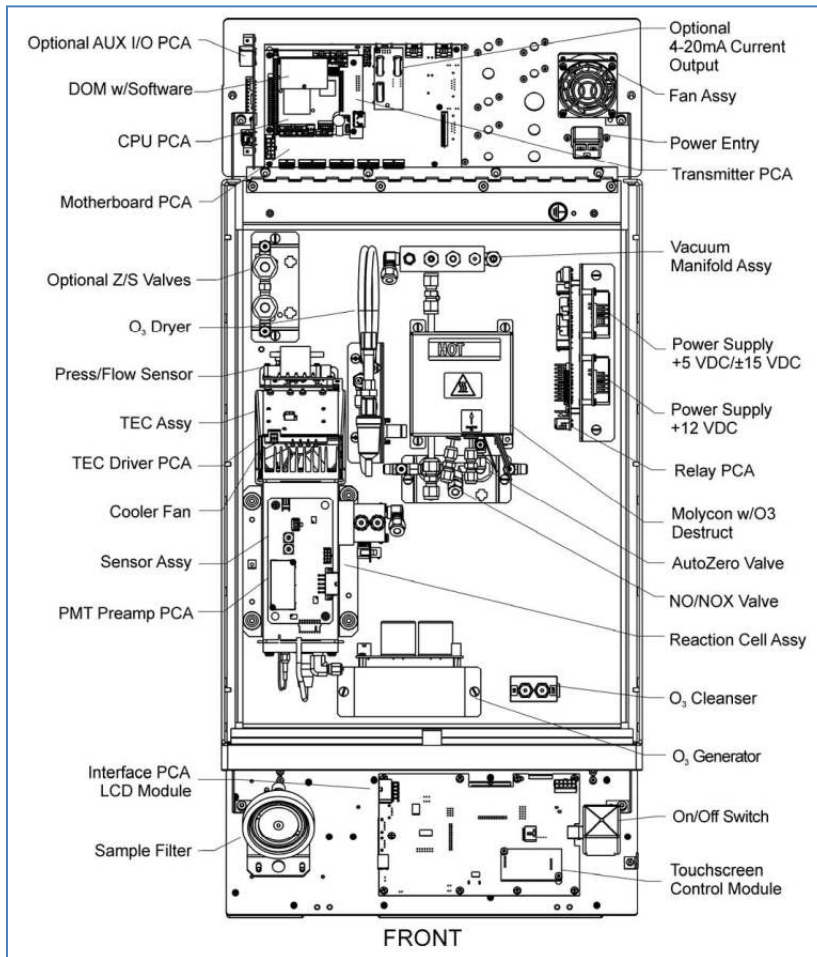 Optional AUX I/O PCA
DOM w/Software
CPU PCA
Motherboard PCA
Optional Z/S Valves
O₃ Dryer
Press/Flow Sensor
TEC Assy
TEC Driver PCA
Cooler Fan
Sensor Assy
PMT Preamp PCA
Interface PCA
LCD Module
Sample Filter
Optional
4-20mA Current
Output
Fan Assy
Power Entry
Transmitter PCA
Vacuum
Manifold Assy
HOT
Power Supply
+5 VDC/±15 VDC
Power Supply
+12 VDC
Relay PCA
Molycon w/O3
Destruct
AutoZero Valve
NO/NOX Valve
Reaction Cell Assy
O₃ Cleanser
O₃ Generator
On/Off Switch
Touchscreen
Control Module
FRONT